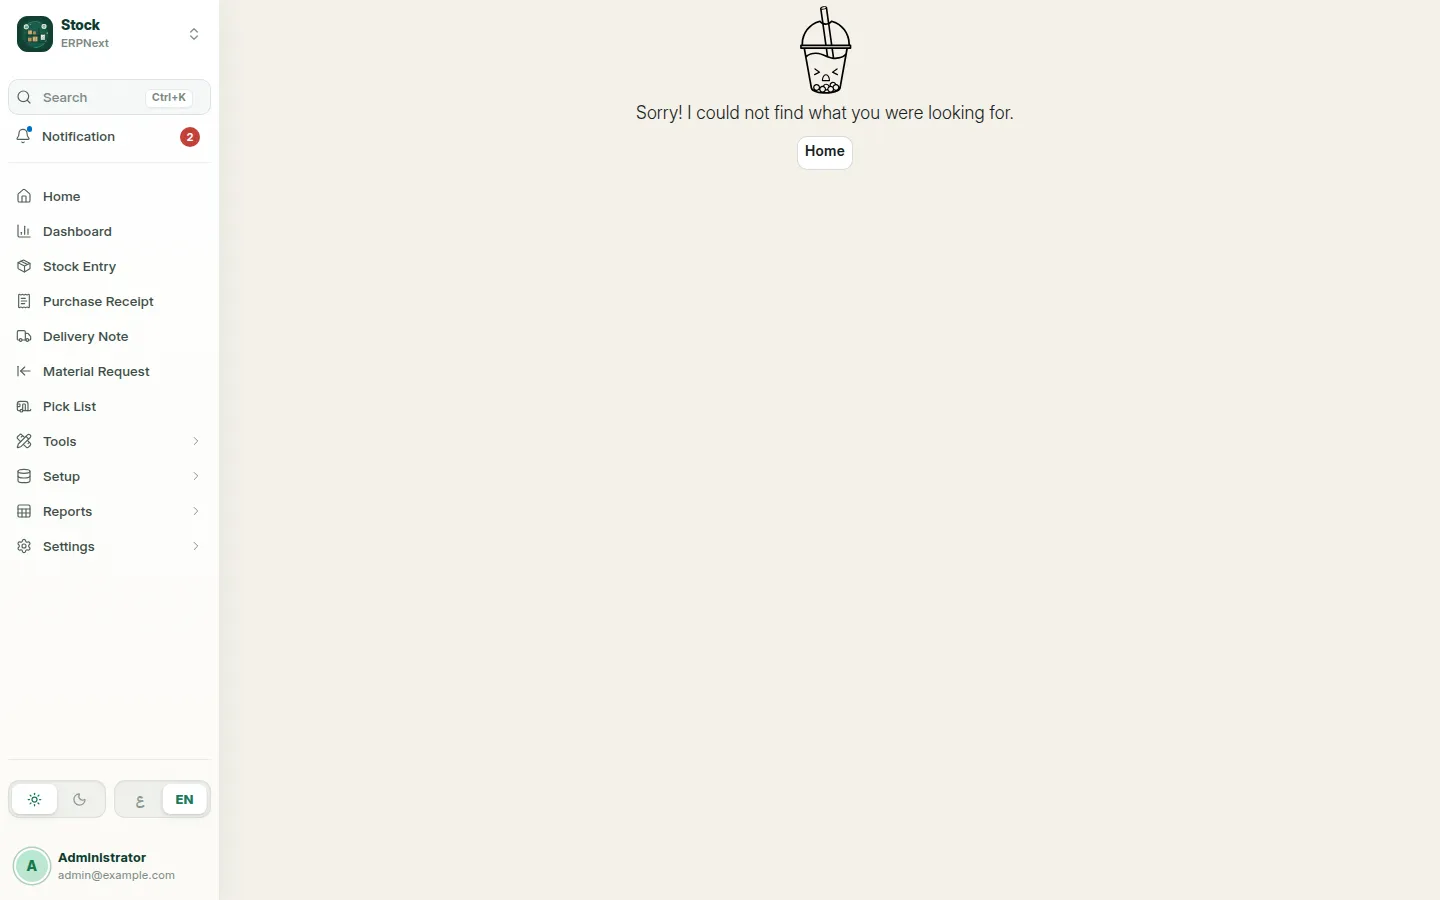 Stock
ERPNext
Search Ctrl+K
Notification 2
Home
Dashboard
Stock Entry
Purchase Receipt
Delivery Note
Material Request
Pick List
Tools
Setup
Reports
Settings
ع EN
A Administrator
admin@example.com
Sorry! I could not find what you were looking for.
Home